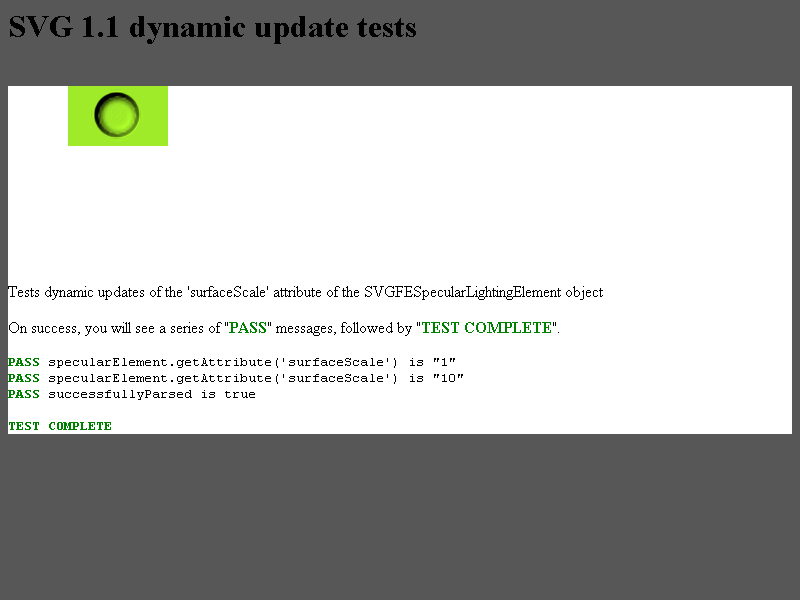 SVG 1.1 dynamic update tests
Tests dynamic updates of the 'surfaceScale' attribute of the SVGFESpecularLightingElement object
On success, you will see a series of "PASS" messages, followed by "TEST COMPLETE".
PASS specularElement.getAttribute('surfaceScale') is "1"
PASS specularElement.getAttribute('surfaceScale') is "10"
PASS successfullyParsed is true
TEST COMPLETE